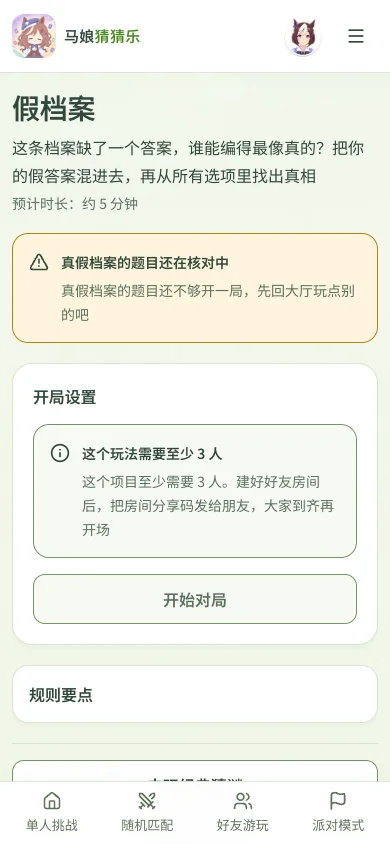 马娘猜猜乐
假档案
这条档案缺了一个答案，谁能编得最像真的？把你
的假答案混进去，再从所有选项里找出真相
预计时长：约 5 分钟
真假档案的题目还在核对中
真假档案的题目还不够开一局，先回大厅玩点别
的吧
开局设置
这个玩法需要至少 3 人
这个项目至少需要 3 人。建好好友房间
后，把房间分享码发给朋友，大家到齐再
开场
开始对局
规则要点
单人挑战
随机匹配
好友游玩
派对模式